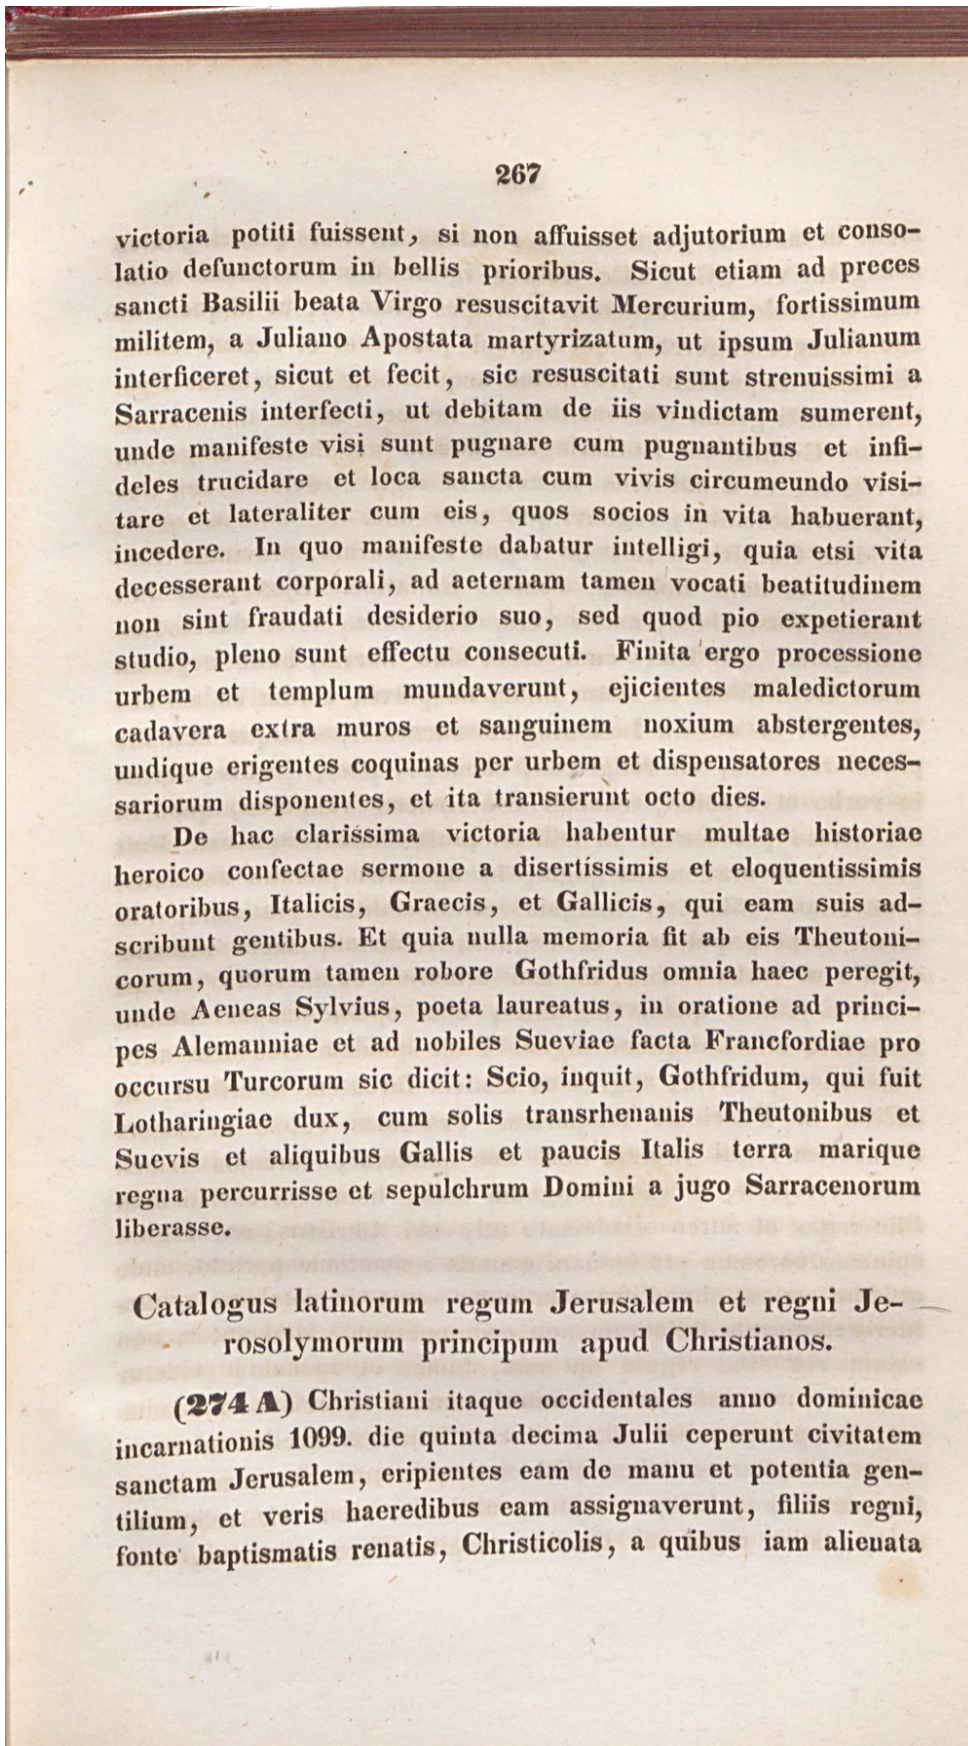 267
victoria potiti fuissent, si non affuisset adjutorium et conso-
latio defunctorum in bellis prioribus. Sicut etiam ad preces
sancti Basilii beata Virgo resuscitavit Mercurium, fortissimum
militem, a Juliano Apostata martyrizatum, ut ipsum Julianum
interficeret, sicut et fecit, sic resuscitati sunt strenuissimi a
Sarracenis interfecti, ut debitam de iis vindictam sumerent,
unde manifeste visi sunt pugnare cum pugnantibus et infi-
deles trucidare et loca sancta cum vivis circumeundo visi-
tare et lateraliter cum eis, quos socios in vita habuerant,
incedere. In quo manifeste dabatur intelligi, quia etsi vita
decesserant corporali, ad aeternam tamen vocati beatitudinem
non sint fraudati desiderio suo, sed quod pio expetierant
studio, pleno sunt effectu consecuti. Finita ergo processione
urbem et templum mundaverunt, ejicientes maledictorum
cadavera extra muros et sanguinem noxium abstergentes,
undique erigentes coquinas per urbem et dispensatores neces-
sariorum disponentes, et ita transierunt octo dies.
De hac clarissima victoria habentur multae historiae
heroico confectae sermone a disertissimis et eloquentissimis
oratoribus, Italicis, Graecis, et Gallicis, qui eam suis ad-
scribunt gentibus. Et quia nulla memoria fit ab eis Theutoni-
corum, quorum tamen robore Gothfridus omnia haec peregit,
unde Aeneas Sylvius, poeta laureatus, in oratione ad princi-
pes Alemanniae et ad nobiles Sueviae facta Francfordiae pro
occursu Turcorum sic dicit: Scio, inquit, Gothfridum, qui fuit
Lotharingiae dux, cum solis transrhenanis Theutonibus et
Suevis et aliquibus Gallis et paucis Italis terra marique
regna percurrisse et sepulchrum Domini a jugo Sarracenorum
liberasse.
Catalogus latinorum regum Jerusalem et regni Je-
rosolymorum principum apud Christianos.
(274 A) Christiani itaque occidentales anno dominicae
incarnationis 1099. die quinta decima Julii ceperunt civitatem
sanctam Jerusalem, eripientes eam de manu et potentia gen-
tilium, et veris haeredibus eam assignaverunt, filiis regni,
fonte baptismatis renatis, Christicolis, a quibus iam alienata